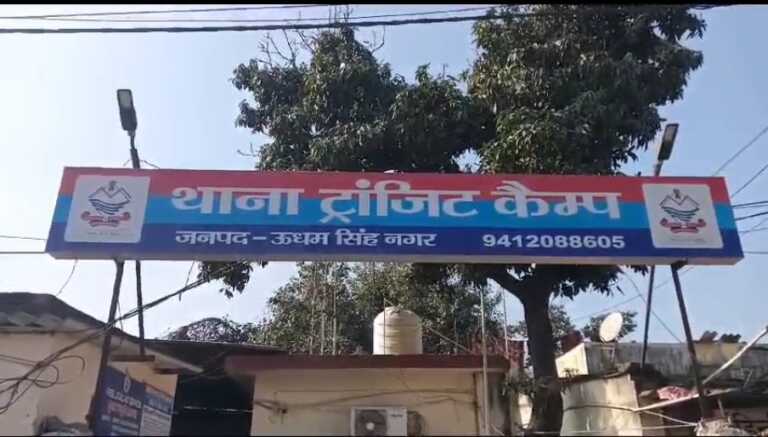 थाना ट्रांजिट कैम्प
जनपद - ऊधम सिंह नगर 9412088605